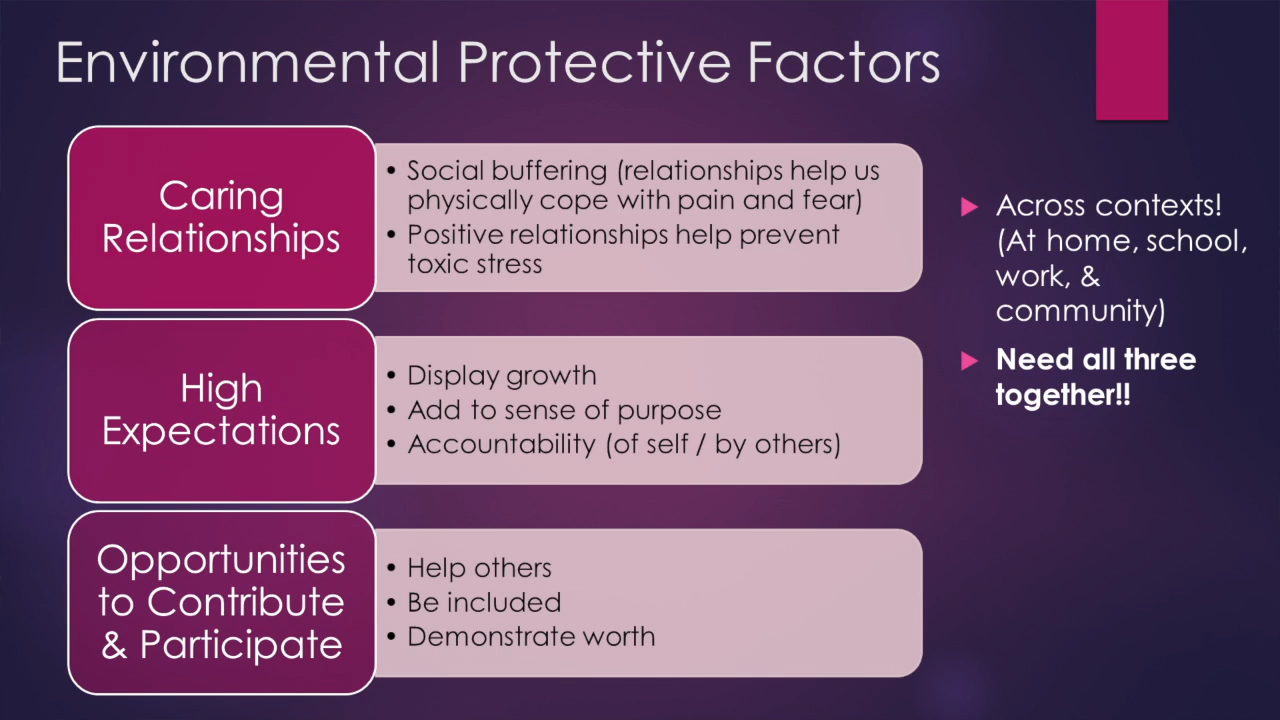 Environmental Protective Factors
Caring
Relationships
• Social buffering (relationships help us
physically cope with pain and fear)
• Positive relationships help prevent
toxic stress
High
Expectations
• Display growth
• Add to sense of purpose
• Accountability (of self / by others)
Opportunities
to Contribute
& Participate
• Help others
• Be included
• Demonstrate worth
Across contexts!
(At home, school,
work, &
community)
Need all three
together!!